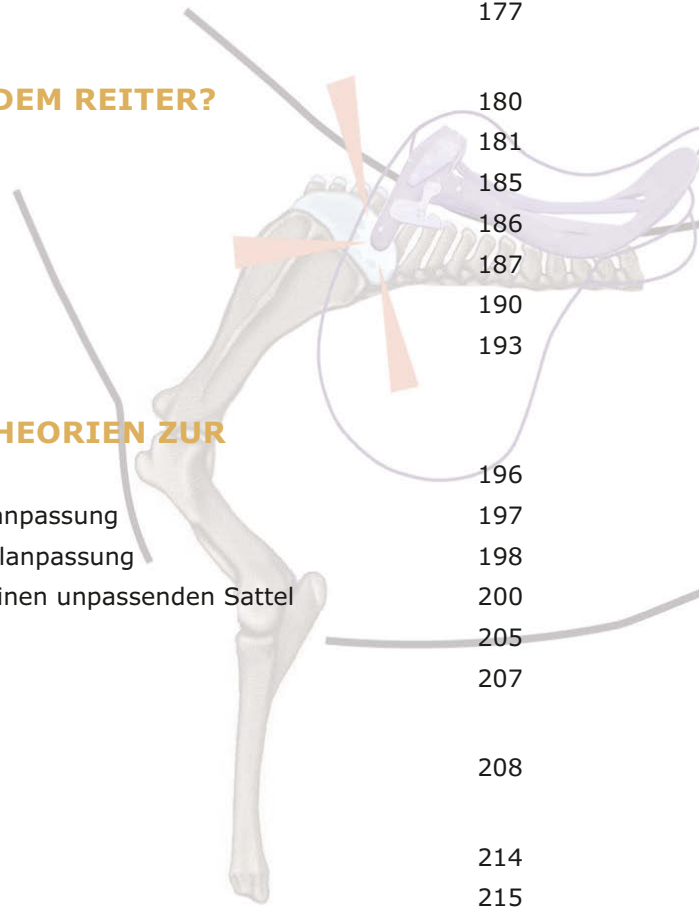 177
DEM REITER? 180
181
185
186
187
190
193
HEORIEN ZUR
196
anpassung 197
lanpassung 198
inen unpassenden Sattel 200
205
207
208
214
215